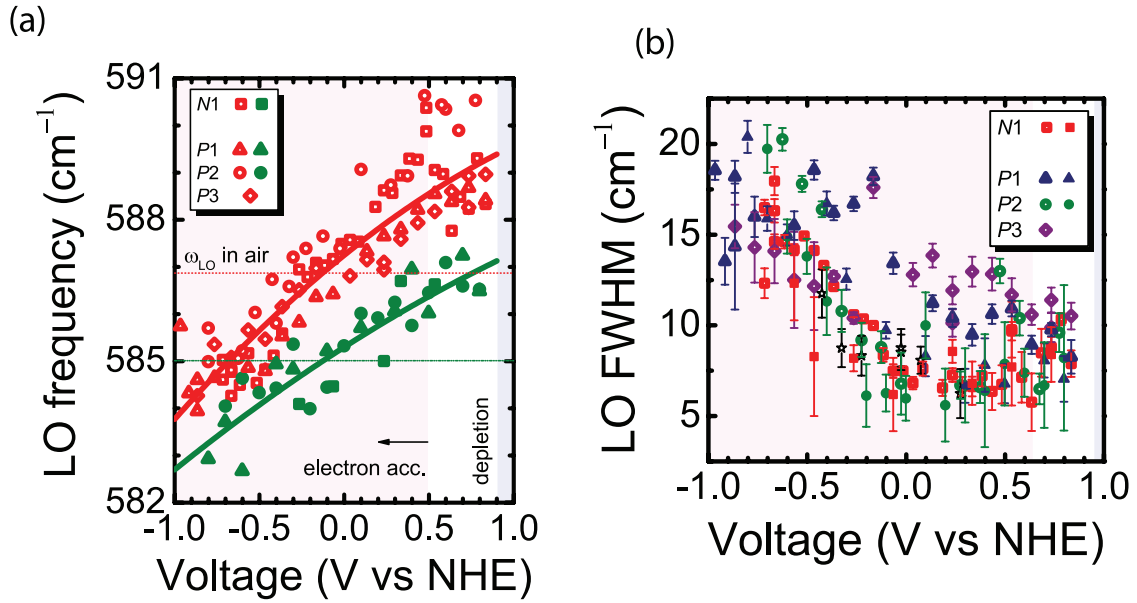 (a)
591
588
585
582
LO frequency (cm⁻¹)
N1
P1
P2
P3
ω_LO in air
electron acc.
depletion
-1.0 -0.5 0.0 0.5 1.0
Voltage (V vs NHE)
(b)
20
15
10
5
LO FWHM (cm⁻¹)
N1
P1
P2
P3
-1.0 -0.5 0.0 0.5 1.0
Voltage (V vs NHE)